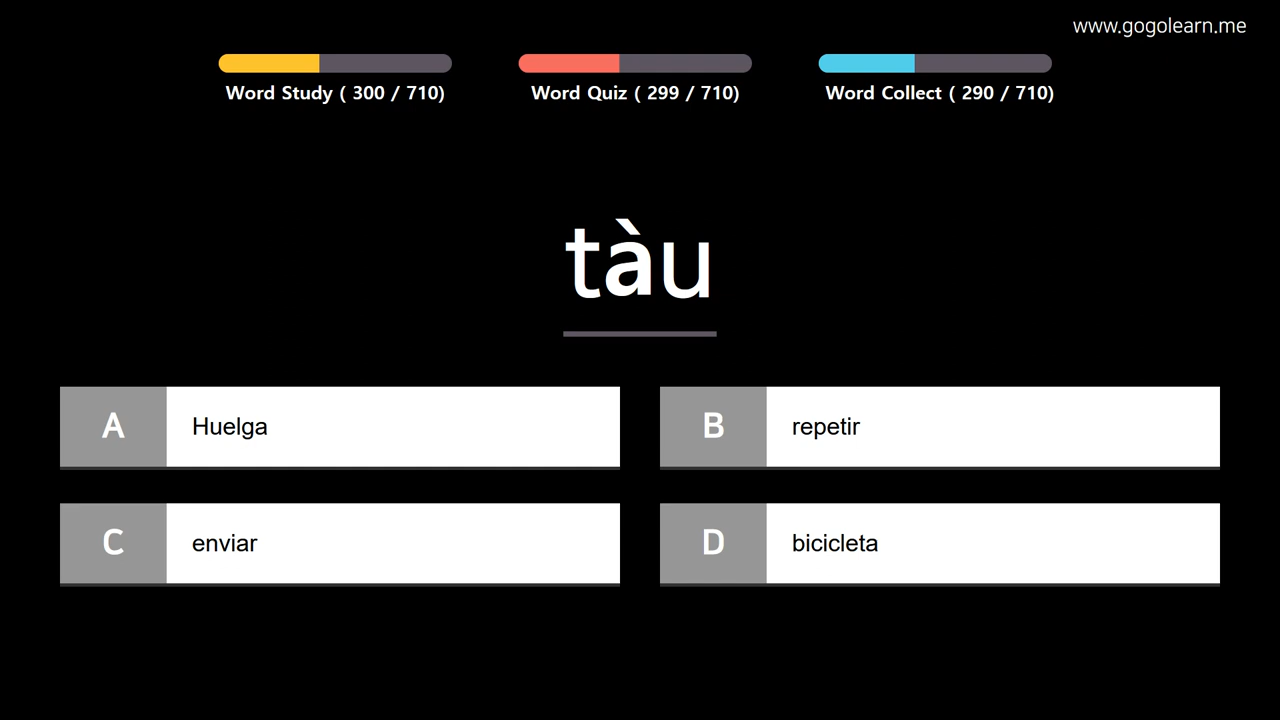 www.gogolearn.me
Word Study ( 300 / 710)
Word Quiz ( 299 / 710)
Word Collect ( 290 / 710)
tàu
A Huelga
B repetir
C enviar
D bicicleta